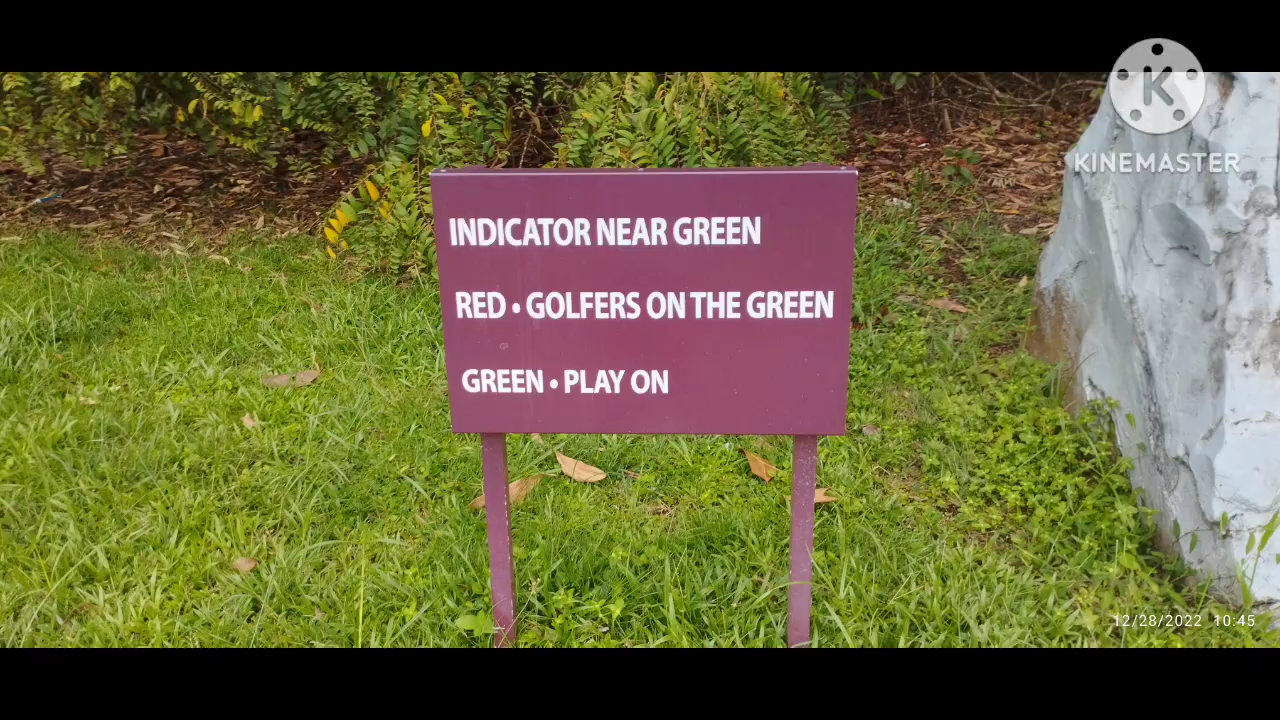 K
KINEMASTER
INDICATOR NEAR GREEN
RED • GOLFERS ON THE GREEN
GREEN • PLAY ON
12/28/2022 10:45